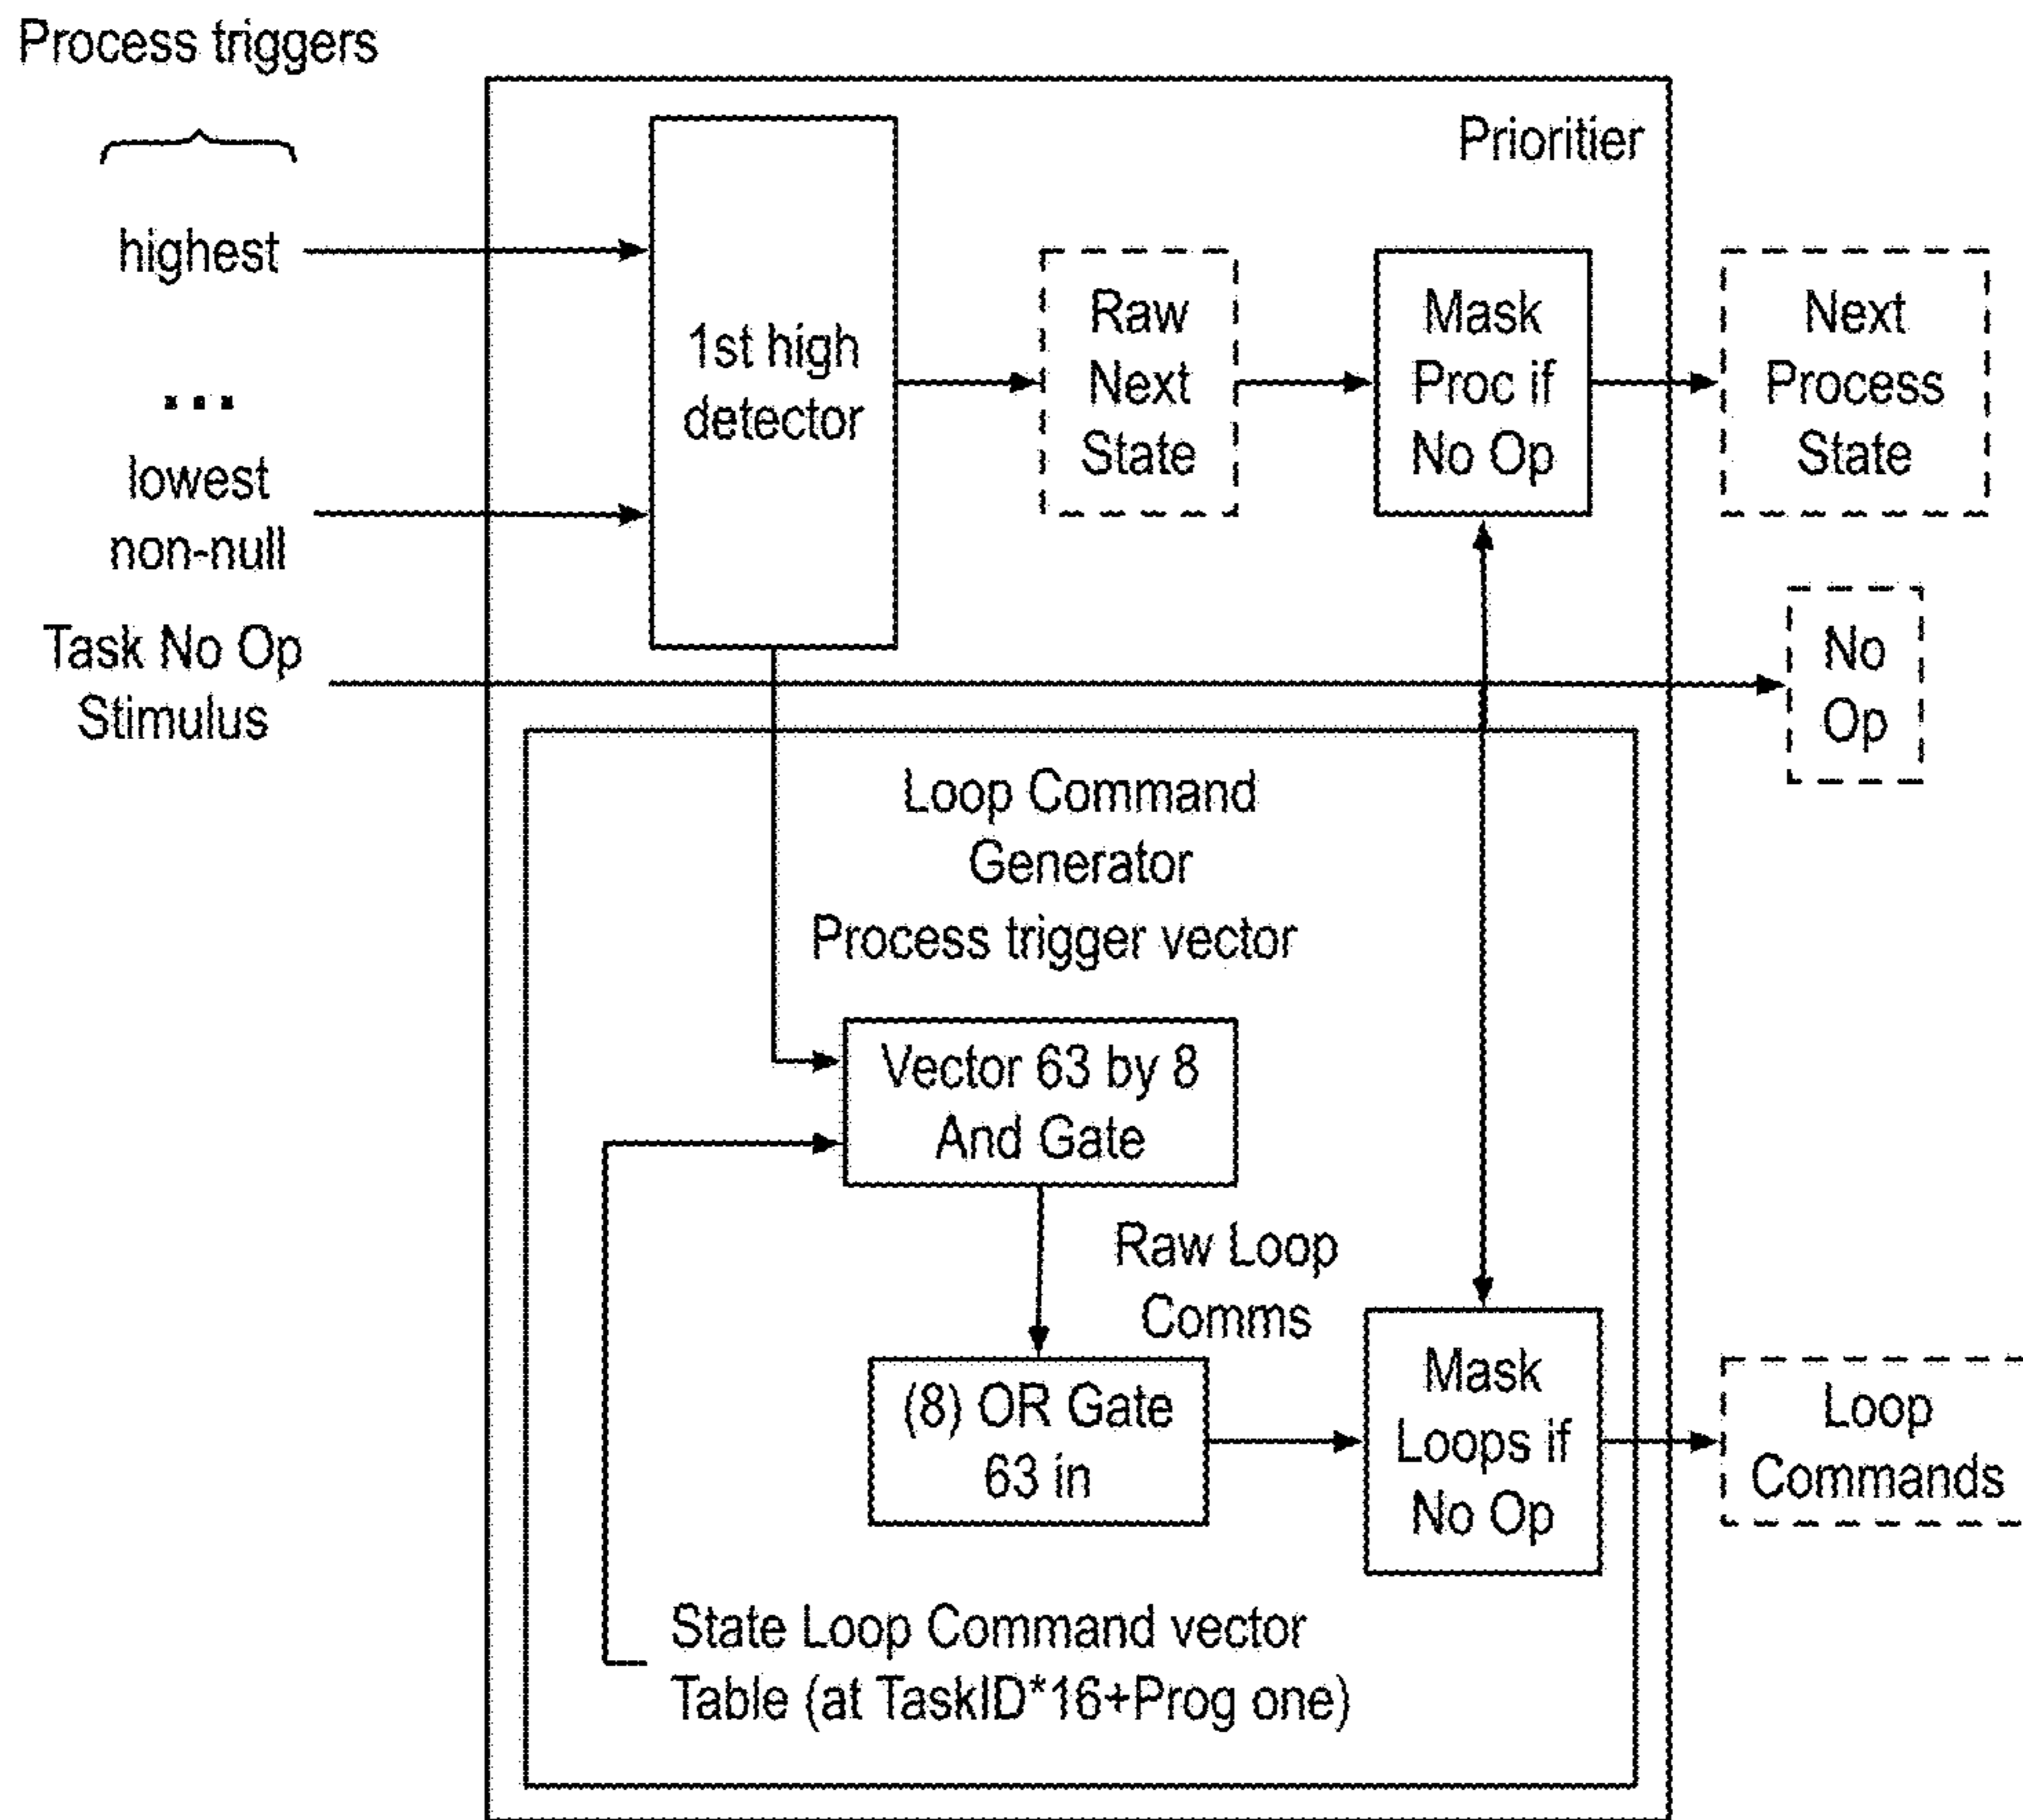 Process triggers
Prioritier
highest
...
lowest
non-null
Task No Op
Stimulus
1st high
detector
Raw
Next
State
Mask
Proc if
No Op
Next
Process
State
No
Op
Loop Command
Generator
Process trigger vector
Vector 63 by 8
And Gate
Raw Loop
Comms
(8) OR Gate
63 in
Mask
Loops if
No Op
Loop
Commands
State Loop Command vector
Table (at TaskID*16+Prog one)